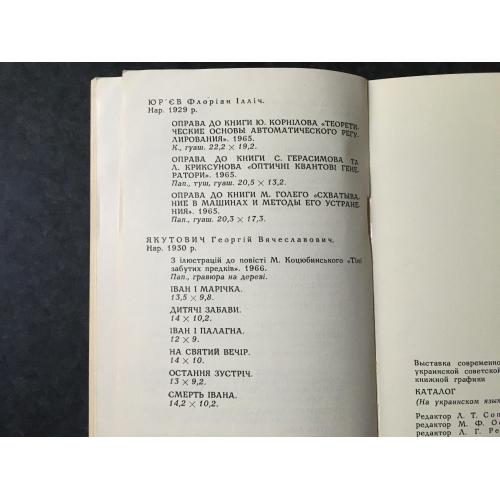 ЮР'ЄВ Флоріан Ілліч.
Нар. 1929 р.
ОПРАВА ДО КНИГИ Ю. КОРНІЛОВА «ТЕОРЕТИ-
ЧЕСКИЕ ОСНОВЫ АВТОМАТИЧЕСКОГО РЕГУ-
ЛИРОВАНИЯ». 1965.
К., гуаш. 22,2 × 19,2.
ОПРАВА ДО КНИГИ С. ГЕРАСИМОВА ТА
Л. КРИКСУНОВА «ОПТИЧНІ КВАНТОВІ ГЕНЕ-
РАТОРИ». 1965.
Пап., туш, гуаш. 20,5 × 13,2.
ОПРАВА ДО КНИГИ М. ГОЛЕГО «СХВАТЫВА-
НИЕ В МАШИНАХ И МЕТОДЫ ЕГО УСТРАНЕ-
НИЯ». 1965.
Пап., гуаш. 20,3 × 17,3.
ЯКУТОВИЧ Георгій Вячеславович.
Нар. 1930 р.
З ілюстрацій до повісті М. Коцюбинського «Тіні
забутих предків». 1966.
Пап., гравюра на дереві.
ІВАН І МАРІЧКА.
13,5 × 9,8.
ДИТЯЧІ ЗАБАВИ.
14 × 10,2.
ІВАН І ПАЛАГНА.
12 × 9.
НА СВЯТИЙ ВЕЧІР.
14 × 10.
ОСТАННЯ ЗУСТРІЧ.
13 × 9,2.
СМЕРТЬ ІВАНА.
14,2 × 10,2.
Выставка современно
украинской советской
книжной графики
КАТАЛОГ
(На украинском язык
Редактор Л. Т. Соп
редактор М. Ф. Ос
редактор Л. Г. Ре